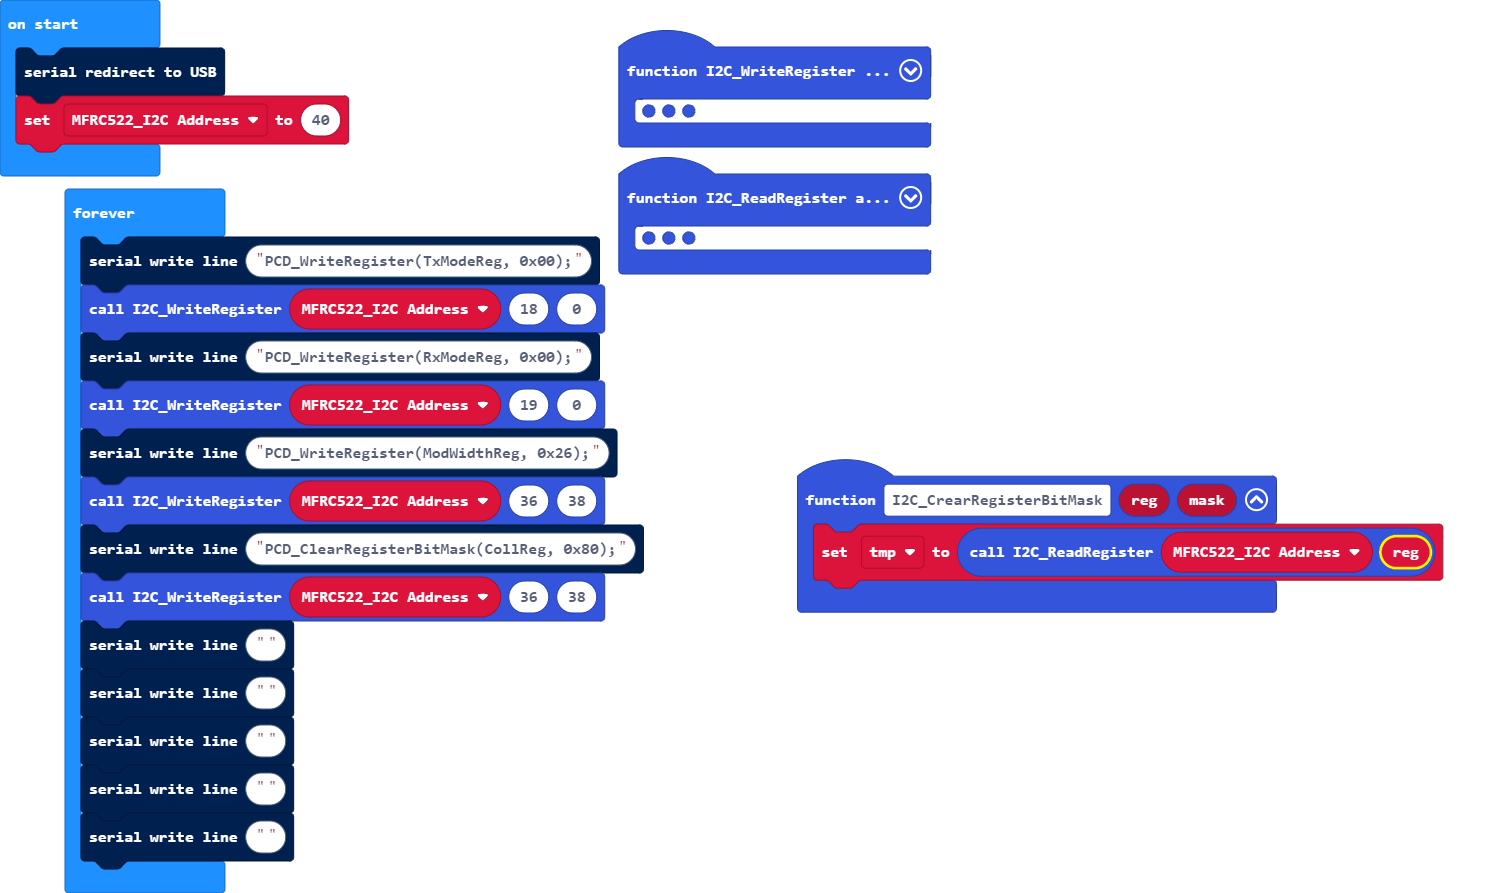 on start
serial redirect to USB
set MFRC522_I2C Address to 40
forever
serial write line "PCD_WriteRegister(TxModeReg, 0x00);"
call I2C_WriteRegister MFRC522_I2C Address 18 0
serial write line "PCD_WriteRegister(RxModeReg, 0x00);"
call I2C_WriteRegister MFRC522_I2C Address 19 0
serial write line "PCD_WriteRegister(ModWidthReg, 0x26);"
call I2C_WriteRegister MFRC522_I2C Address 36 38
serial write line "PCD_ClearRegisterBitMask(CollReg, 0x80);"
call I2C_WriteRegister MFRC522_I2C Address 36 38
serial write line ""
serial write line ""
serial write line ""
serial write line ""
serial write line ""
function I2C_WriteRegister ...
function I2C_ReadRegister a...
function I2C_CrearRegisterBitMask reg mask
set tmp to call I2C_ReadRegister MFRC522_I2C Address reg